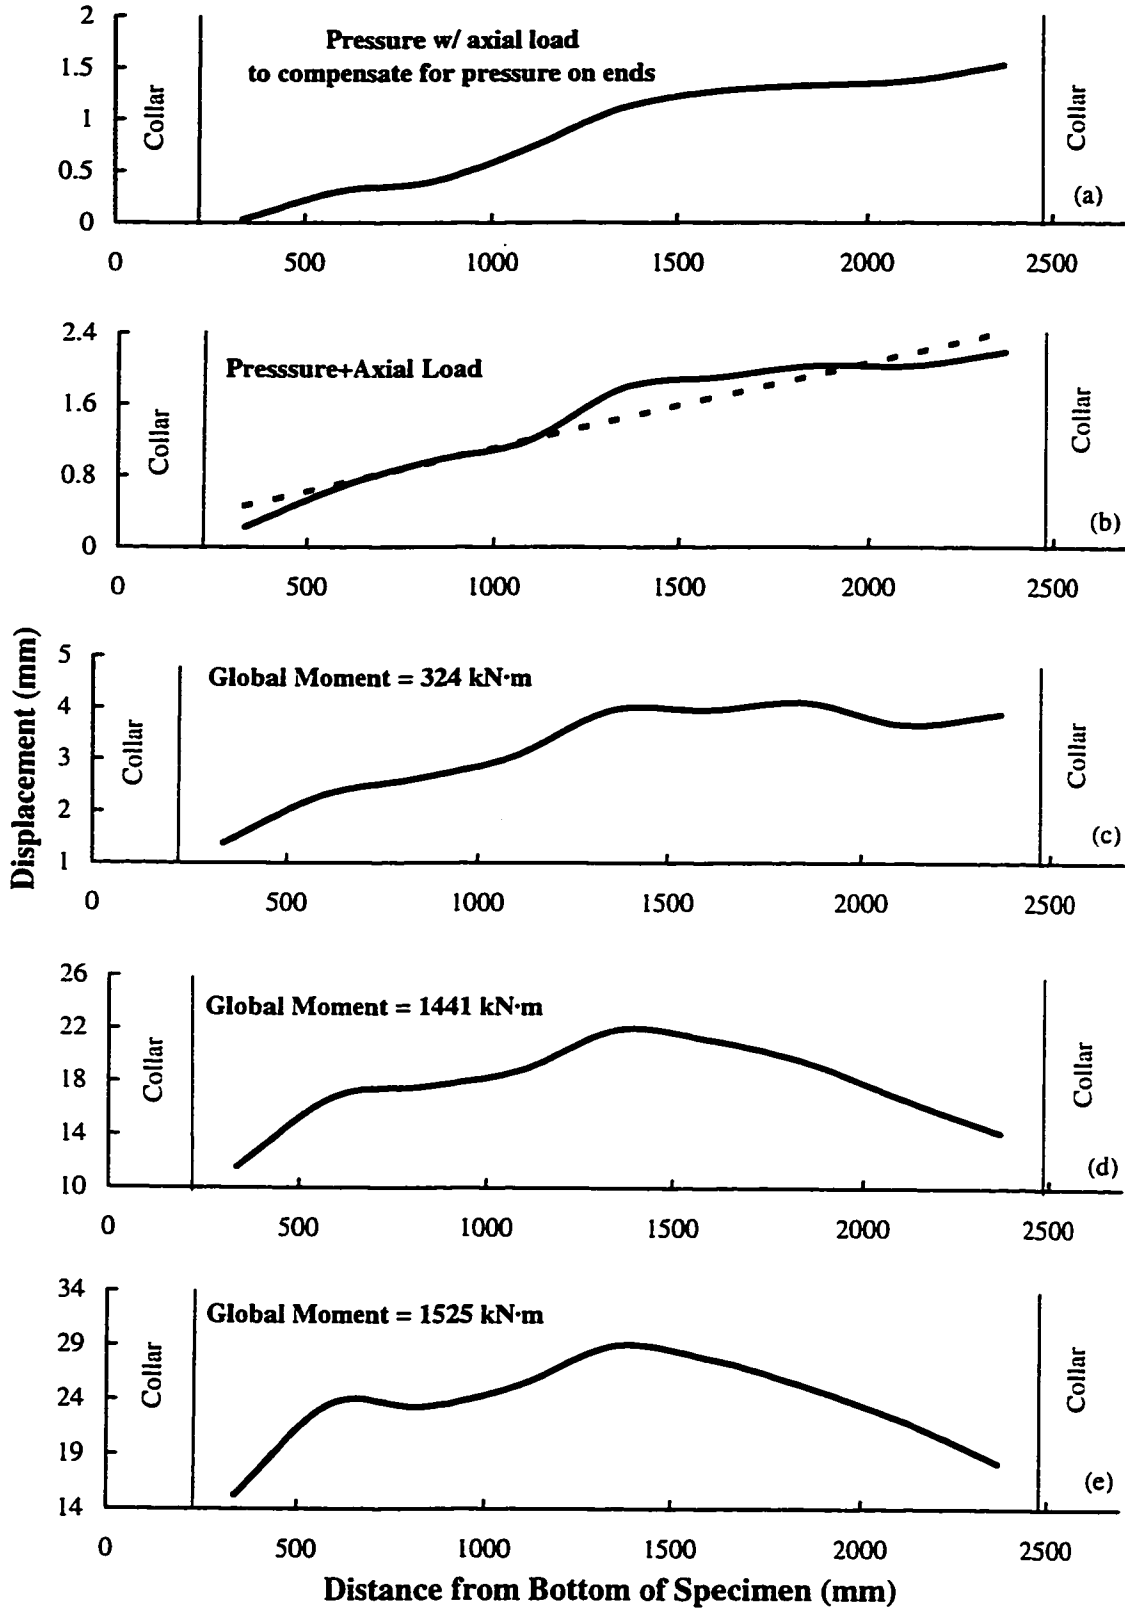 2
1.5
1
0.5
0
Pressure w/ axial load
to compensate for pressure on ends
Collar
Collar
(a)
0 500 1000 1500 2000 2500
2.4
1.6
0.8
0
Presssure+Axial Load
Collar
Collar
(b)
0 500 1000 1500 2000 2500
Displacement (mm)
5
4
3
2
1
Global Moment = 324 kN·m
Collar
Collar
(c)
0 500 1000 1500 2000 2500
26
22
18
14
10
Global Moment = 1441 kN·m
Collar
Collar
(d)
0 500 1000 1500 2000 2500
34
29
24
19
14
Global Moment = 1525 kN·m
Collar
Collar
(e)
0 500 1000 1500 2000 2500
Distance from Bottom of Specimen (mm)